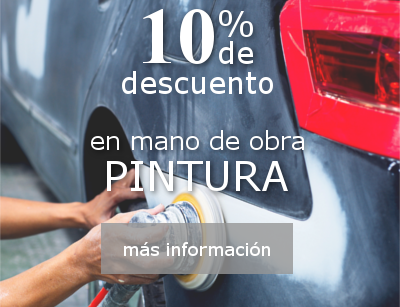 10%
de
descuento
en mano de obra
PINTURA
más información